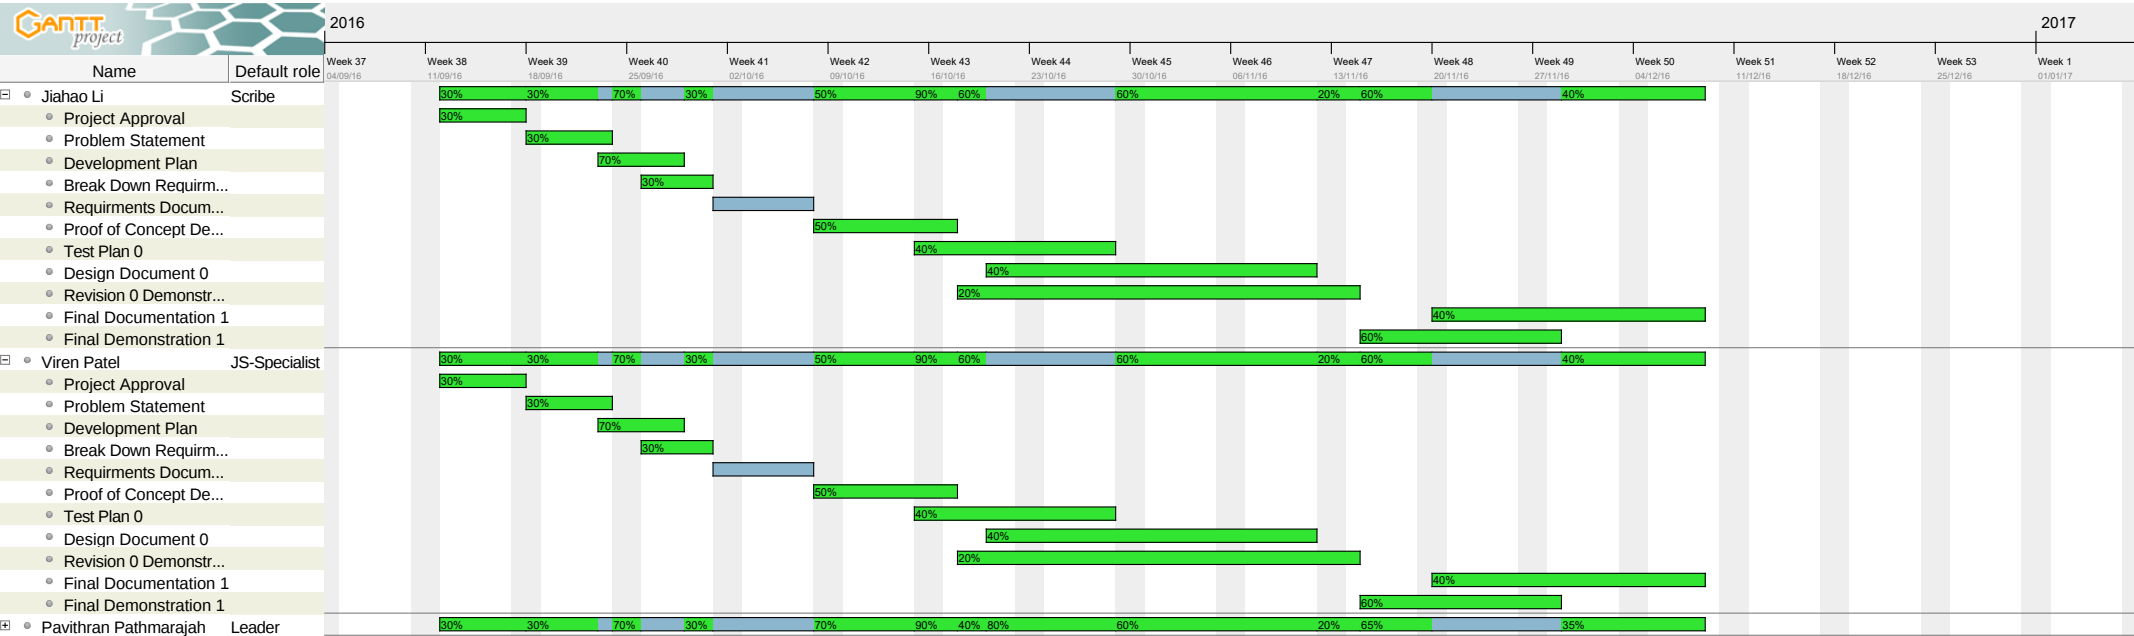 GANTT project
2016 2017
Week 37 Week 38 Week 39 Week 40 Week 41 Week 42 Week 43 Week 44 Week 45 Week 46 Week 47 Week 48 Week 49 Week 50 Week 51 Week 52 Week 53 Week 1
Name Default role 04/09/16 11/09/16 18/09/16 25/09/16 02/10/16 09/10/16 16/10/16 23/10/16 30/10/16 06/11/16 13/11/16 20/11/16 27/11/16 04/12/16 11/12/16 18/12/16 25/12/16 01/01/17
Jiahao Li Scribe 30% 30% 70% 30% 50% 90% 60% 60% 20% 60% 40%
Project Approval 30%
Problem Statement 30%
Development Plan 70%
Break Down Requirm... 30%
Requirments Docum...
Proof of Concept De... 50%
Test Plan 0 40%
Design Document 0 40%
Revision 0 Demonstr... 20%
Final Documentation 1 40%
Final Demonstration 1 60%
Viren Patel JS-Specialist 30% 30% 70% 30% 50% 90% 60% 60% 20% 60% 40%
Project Approval 30%
Problem Statement 30%
Development Plan 70%
Break Down Requirm... 30%
Requirments Docum...
Proof of Concept De... 50%
Test Plan 0 40%
Design Document 0 40%
Revision 0 Demonstr... 20%
Final Documentation 1 40%
Final Demonstration 1 60%
Pavithran Pathmarajah Leader 30% 30% 70% 30% 70% 90% 40% 80% 60% 20% 65% 35%